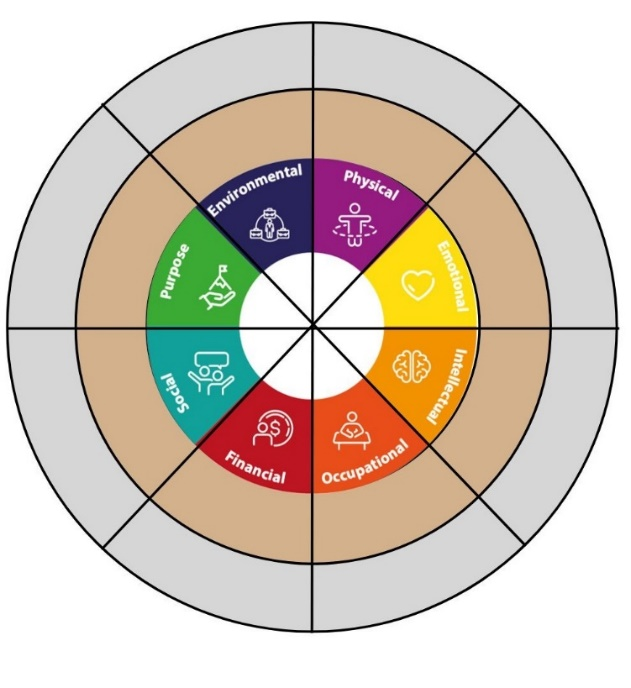 Environmental
Physical
Emotional
Intellectual
Occupational
Financial
Social
Purpose
$